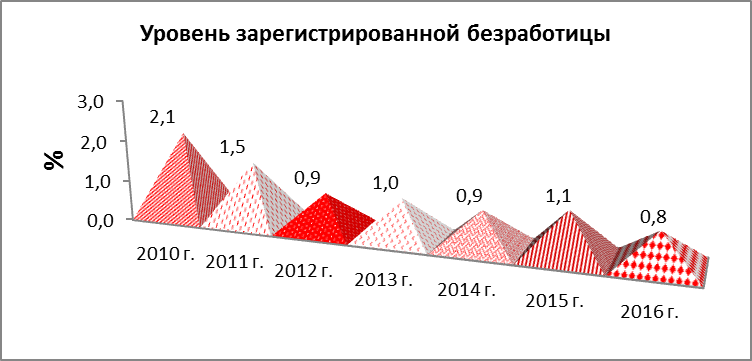 Уровень зарегистрированной безработицы
%
3,0
2,0
1,0
0,0
2,1
1,5
0,9
1,0
0,9
1,1
0,8
2010 г.
2011 г.
2012 г.
2013 г.
2014 г.
2015 г.
2016 г.